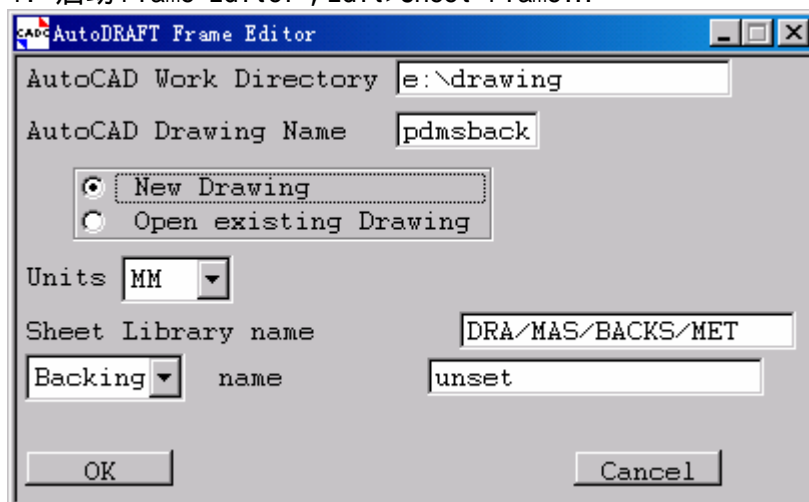 AutoDRAFT Frame Editor
AutoCAD Work Directory e:\drawing
AutoCAD Drawing Name pdmsback
New Drawing
Open existing Drawing
Units MM
Sheet Library name DRA/MAS/BACKS/MET
Backing name unset
OK Cancel